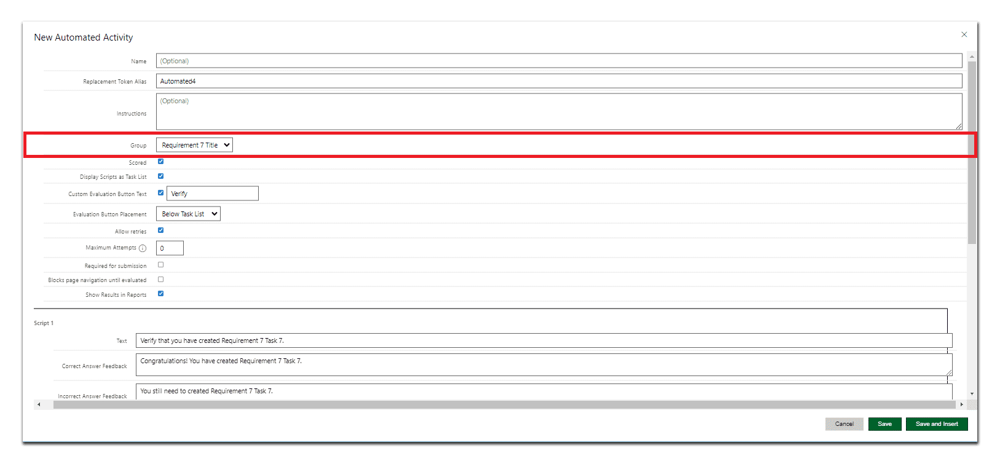 New Automated Activity
Name (Optional)
Replacement Token Alias Automated4
Instructions (Optional)
Group Requirement 7 Title
Scored
Display Scripts as Task List
Custom Evaluation Button Text Verify
Evaluation Button Placement Below Task List
Allow retries
Maximum Attempts i 0
Required for submission
Blocks page navigation until evaluated
Show Results in Reports
Script 1
Text Verify that you have created Requirement 7 Task 7.
Correct Answer Feedback Congratulations! You have created Requirement 7 Task 7.
Incorrect Answer Feedback You still need to created Requirement 7 Task 7.
Cancel Save Save and Insert